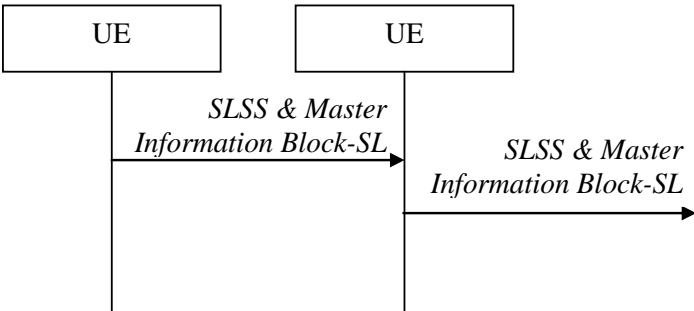 UE
UE
SLSS & Master
Information Block-SL
SLSS & Master
Information Block-SL